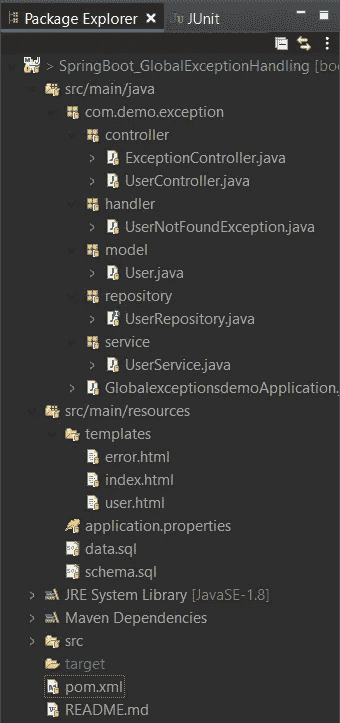 Package Explorer JUnit
> SpringBoot_GlobalExceptionHandling [boo
src/main/java
com.demo.exception
controller
ExceptionController.java
UserController.java
handler
UserNotFoundException.java
model
User.java
repository
UserRepository.java
service
UserService.java
GlobalexceptionsdemoApplication.
src/main/resources
templates
error.html
index.html
user.html
application.properties
data.sql
schema.sql
JRE System Library [JavaSE-1.8]
Maven Dependencies
src
target
pom.xml
README.md